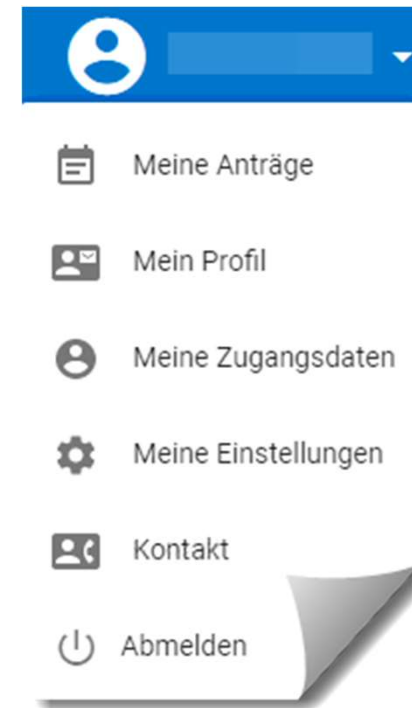 Meine Anträge
Mein Profil
Meine Zugangsdaten
Meine Einstellungen
Kontakt
Abmelden